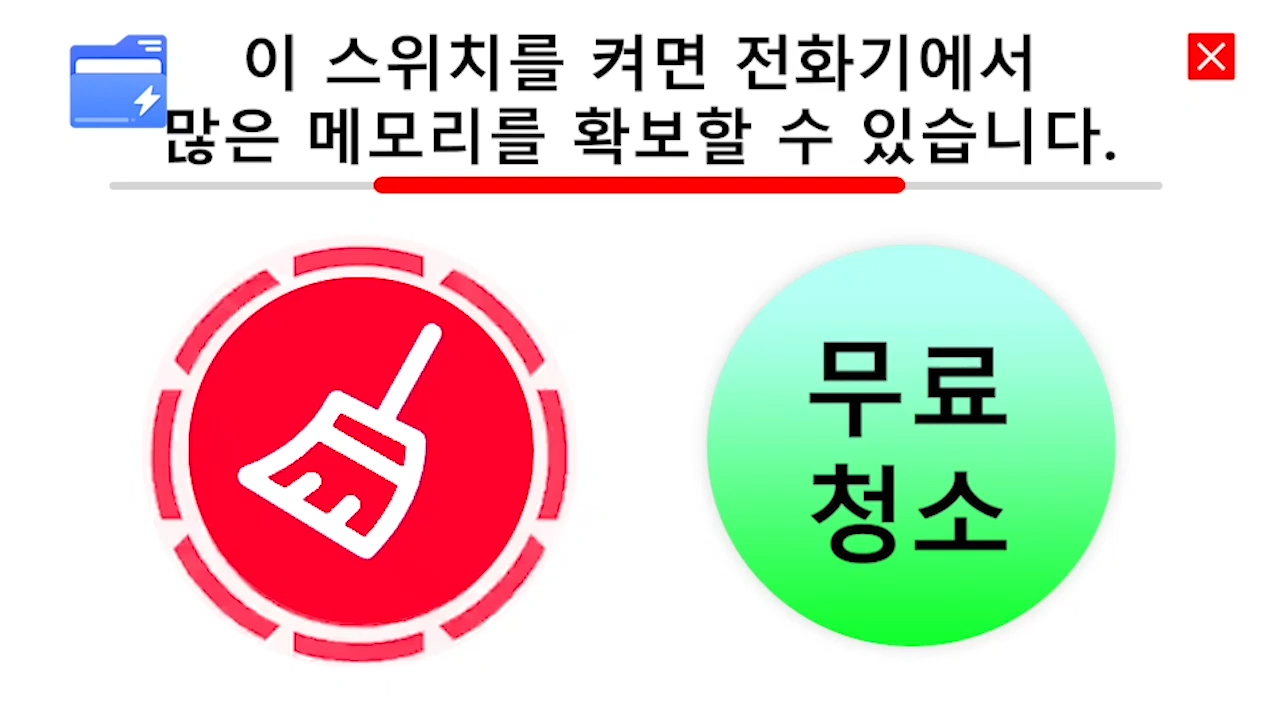 이 스위치를 켜면 전화기에서
많은 메모리를 확보할 수 있습니다.
무료
청소